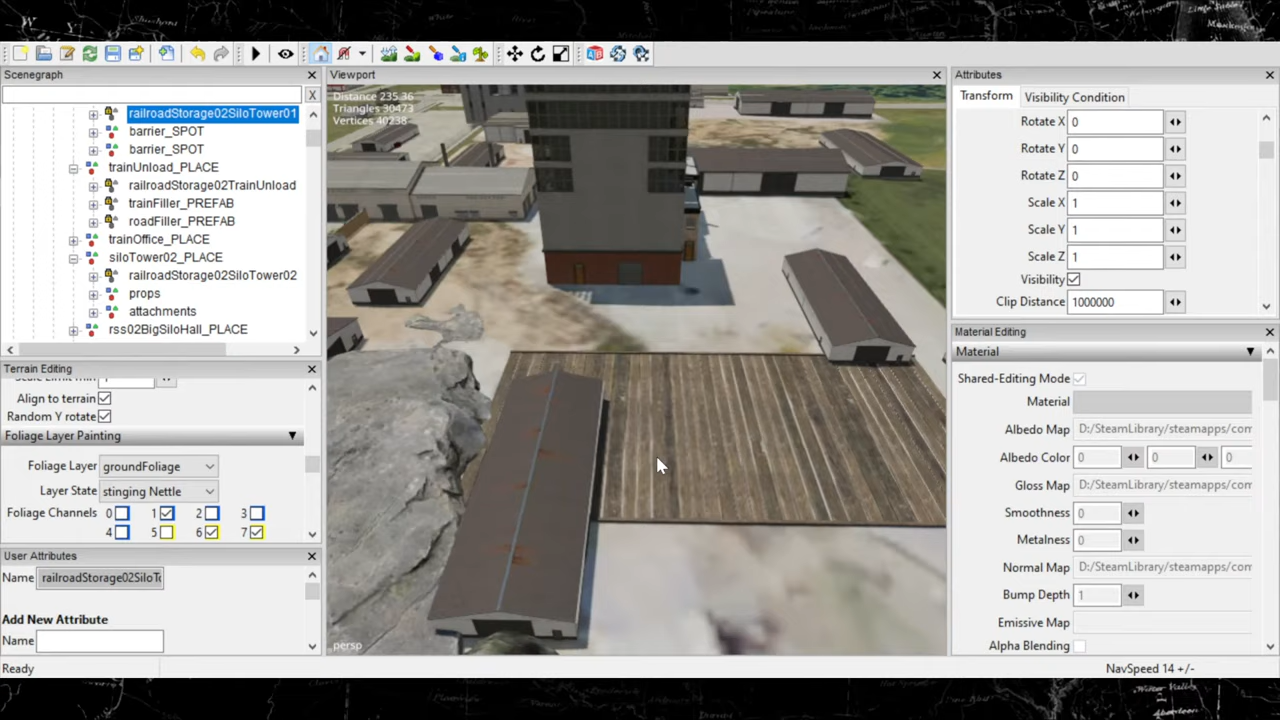 Scenegraph
X
railroadStorage02SiloTower01
barrier_SPOT
barrier_SPOT
trainUnload_PLACE
railroadStorage02TrainUnload
trainFiller_PREFAB
roadFiller_PREFAB
trainOffice_PLACE
siloTower02_PLACE
railroadStorage02SiloTower02
props
attachments
rss02BigSiloHall_PLACE
Terrain Editing
Align to terrain
Random Y rotate
Foliage Layer Painting
Foliage Layer groundFoliage
Layer State stinging Nettle
Foliage Channels 0 1 2 3
4 5 6 7
User Attributes
Name railroadStorage02SiloTo
Add New Attribute
Name
Ready
Viewport
Distance 235.36
Triangles 30473
Vertices 40238
persp
Attributes
Transform Visibility Condition
Rotate X 0
Rotate Y 0
Rotate Z 0
Scale X 1
Scale Y 1
Scale Z 1
Visibility
Clip Distance 1000000
Material Editing
Material
Shared-Editing Mode
Material
Albedo Map D:/SteamLibrary/steamapps/com
Albedo Color 0 0 0
Gloss Map D:/SteamLibrary/steamapps/com
Smoothness 0
Metalness 0
Normal Map D:/SteamLibrary/steamapps/com
Bump Depth 1
Emissive Map
Alpha Blending
NavSpeed 14 +/-